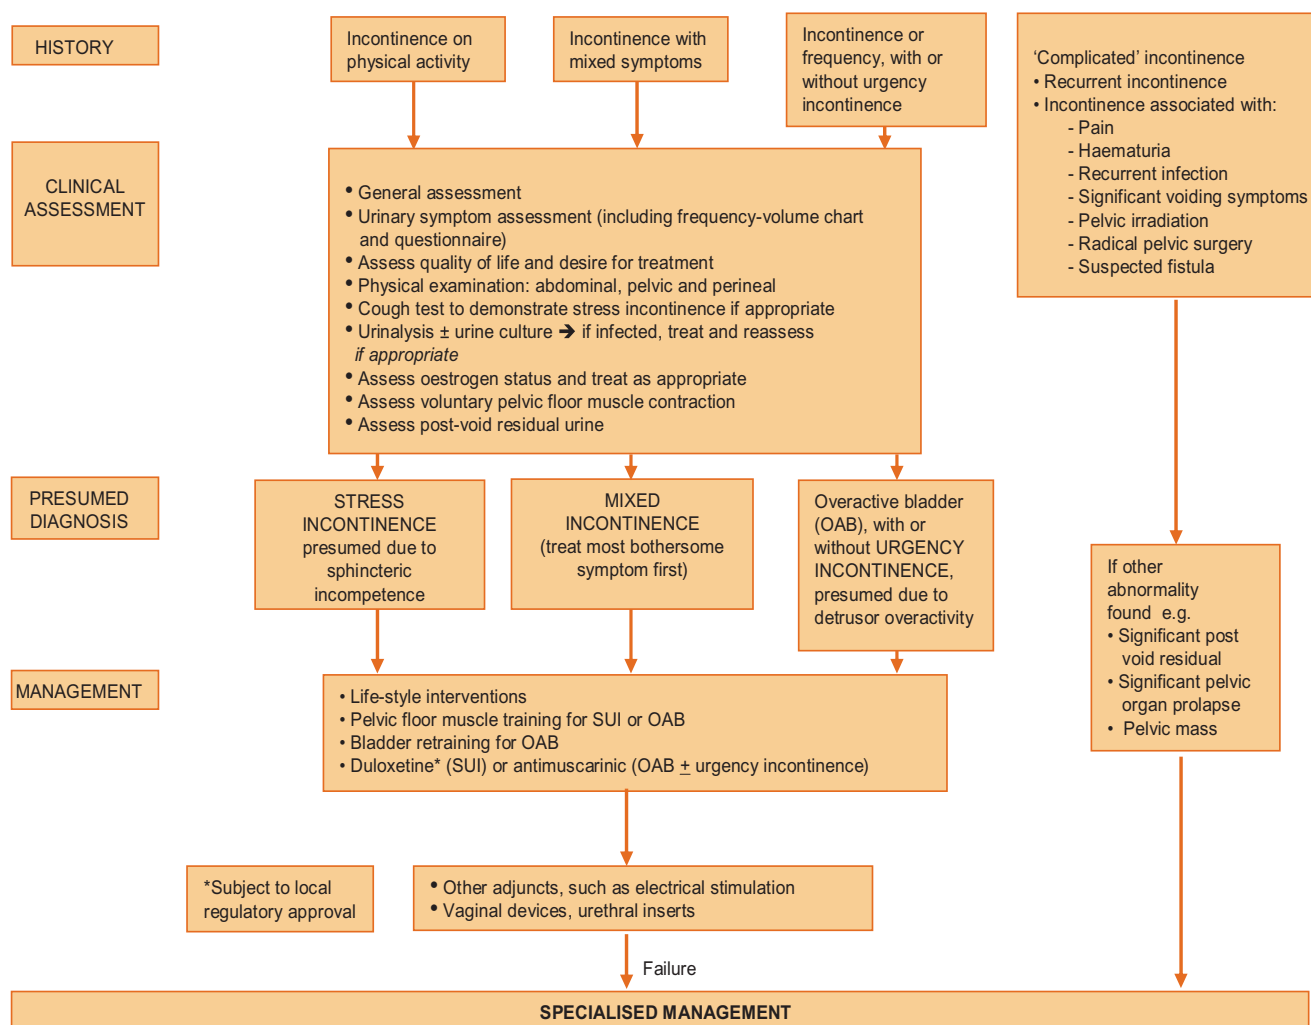 HISTORY
Incontinence on
physical activity
Incontinence with
mixed symptoms
Incontinence or
frequency, with or
without urgency
incontinence
‘Complicated’ incontinence
• Recurrent incontinence
• Incontinence associated with:
- Pain
- Haematuria
- Recurrent infection
- Significant voiding symptoms
- Pelvic irradiation
- Radical pelvic surgery
- Suspected fistula
CLINICAL
ASSESSMENT
• General assessment
• Urinary symptom assessment (including frequency-volume chart
and questionnaire)
• Assess quality of life and desire for treatment
• Physical examination: abdominal, pelvic and perineal
• Cough test to demonstrate stress incontinence if appropriate
• Urinalysis ± urine culture ➔ if infected, treat and reassess
if appropriate
• Assess oestrogen status and treat as appropriate
• Assess voluntary pelvic floor muscle contraction
• Assess post-void residual urine
PRESUMED
DIAGNOSIS
STRESS
INCONTINENCE
presumed due to
sphincteric
incompetence
MIXED
INCONTINENCE
(treat most bothersome
symptom first)
Overactive bladder
(OAB), with or
without URGENCY
INCONTINENCE,
presumed due to
detrusor overactivity
If other
abnormality
found e.g.
• Significant post
void residual
• Significant pelvic
organ prolapse
• Pelvic mass
MANAGEMENT
• Life-style interventions
• Pelvic floor muscle training for SUI or OAB
• Bladder retraining for OAB
• Duloxetine* (SUI) or antimuscarinic (OAB ± urgency incontinence)
*Subject to local
regulatory approval
• Other adjuncts, such as electrical stimulation
• Vaginal devices, urethral inserts
Failure
SPECIALISED MANAGEMENT